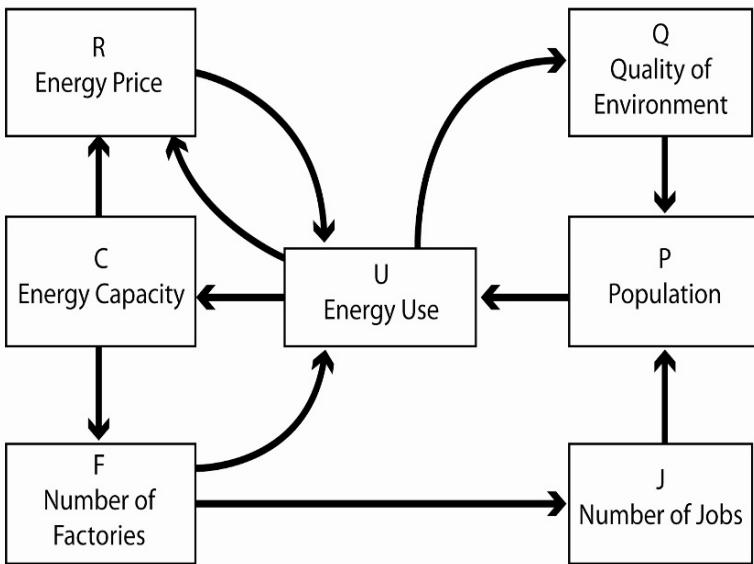 R
Energy Price
Q
Quality of
Environment
C
Energy Capacity
U
Energy Use
P
Population
F
Number of
Factories
J
Number of Jobs